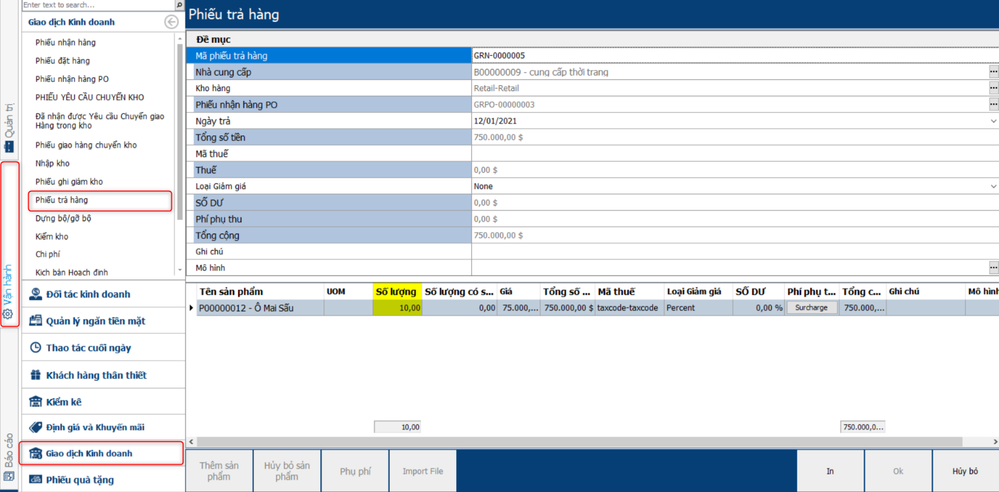 Enter text to search...
Giao dịch Kinh doanh
Phiếu nhận hàng
Phiếu đặt hàng
Phiếu nhận hàng PO
PHIẾU YÊU CẦU CHUYỂN KHO
Đã nhận được Yêu cầu Chuyển giao
Hàng trong kho
Phiếu giao hàng chuyển kho
Nhập kho
Phiếu ghi giảm kho
Phiếu trả hàng
Dựng bộ/gỡ bộ
Kiểm kho
Chi phí
Kịch bản Hoạch định
Đối tác kinh doanh
Quản lý ngăn tiền mặt
Thao tác cuối ngày
Khách hàng thân thiết
Kiểm kê
Định giá và Khuyến mãi
Giao dịch Kinh doanh
Phiếu quà tặng
Quản trị
Vận hành
Báo cáo
Phiếu trả hàng
Đề mục
Mã phiếu trả hàng GRN-0000005
Nhà cung cấp B00000009 - cung cấp thời trang ...
Kho hàng Retail-Retail ...
Phiếu nhận hàng PO GRPO-00000003 ...
Ngày trả 12/01/2021
Tổng số tiền 750.000,00 $
Mã thuế
Thuế 0,00 $
Loại Giảm giá None
SỐ DƯ 0,00 $
Phí phụ thu 0,00 $
Tổng cộng 750.000,00 $
Ghi chú
Mô hình ...
Tên sản phẩm UOM Số lượng Số lượng có s... Giá Tổng số ... Mã thuế Loại Giảm giá SỐ DƯ Phí phụ t... Tổng c... Ghi chú Mô hình
P00000012 - Ô Mai Sấu 10,00 0,00 75.000,... 750.000,00 $ taxcode-taxcode Percent 0,00 % Surcharge 750.000,...
10,00 750.000,0...
Thêm sản
phẩm
Hủy bỏ sản
phẩm
Phụ phí
Import File
In
Ok
Hủy bỏ